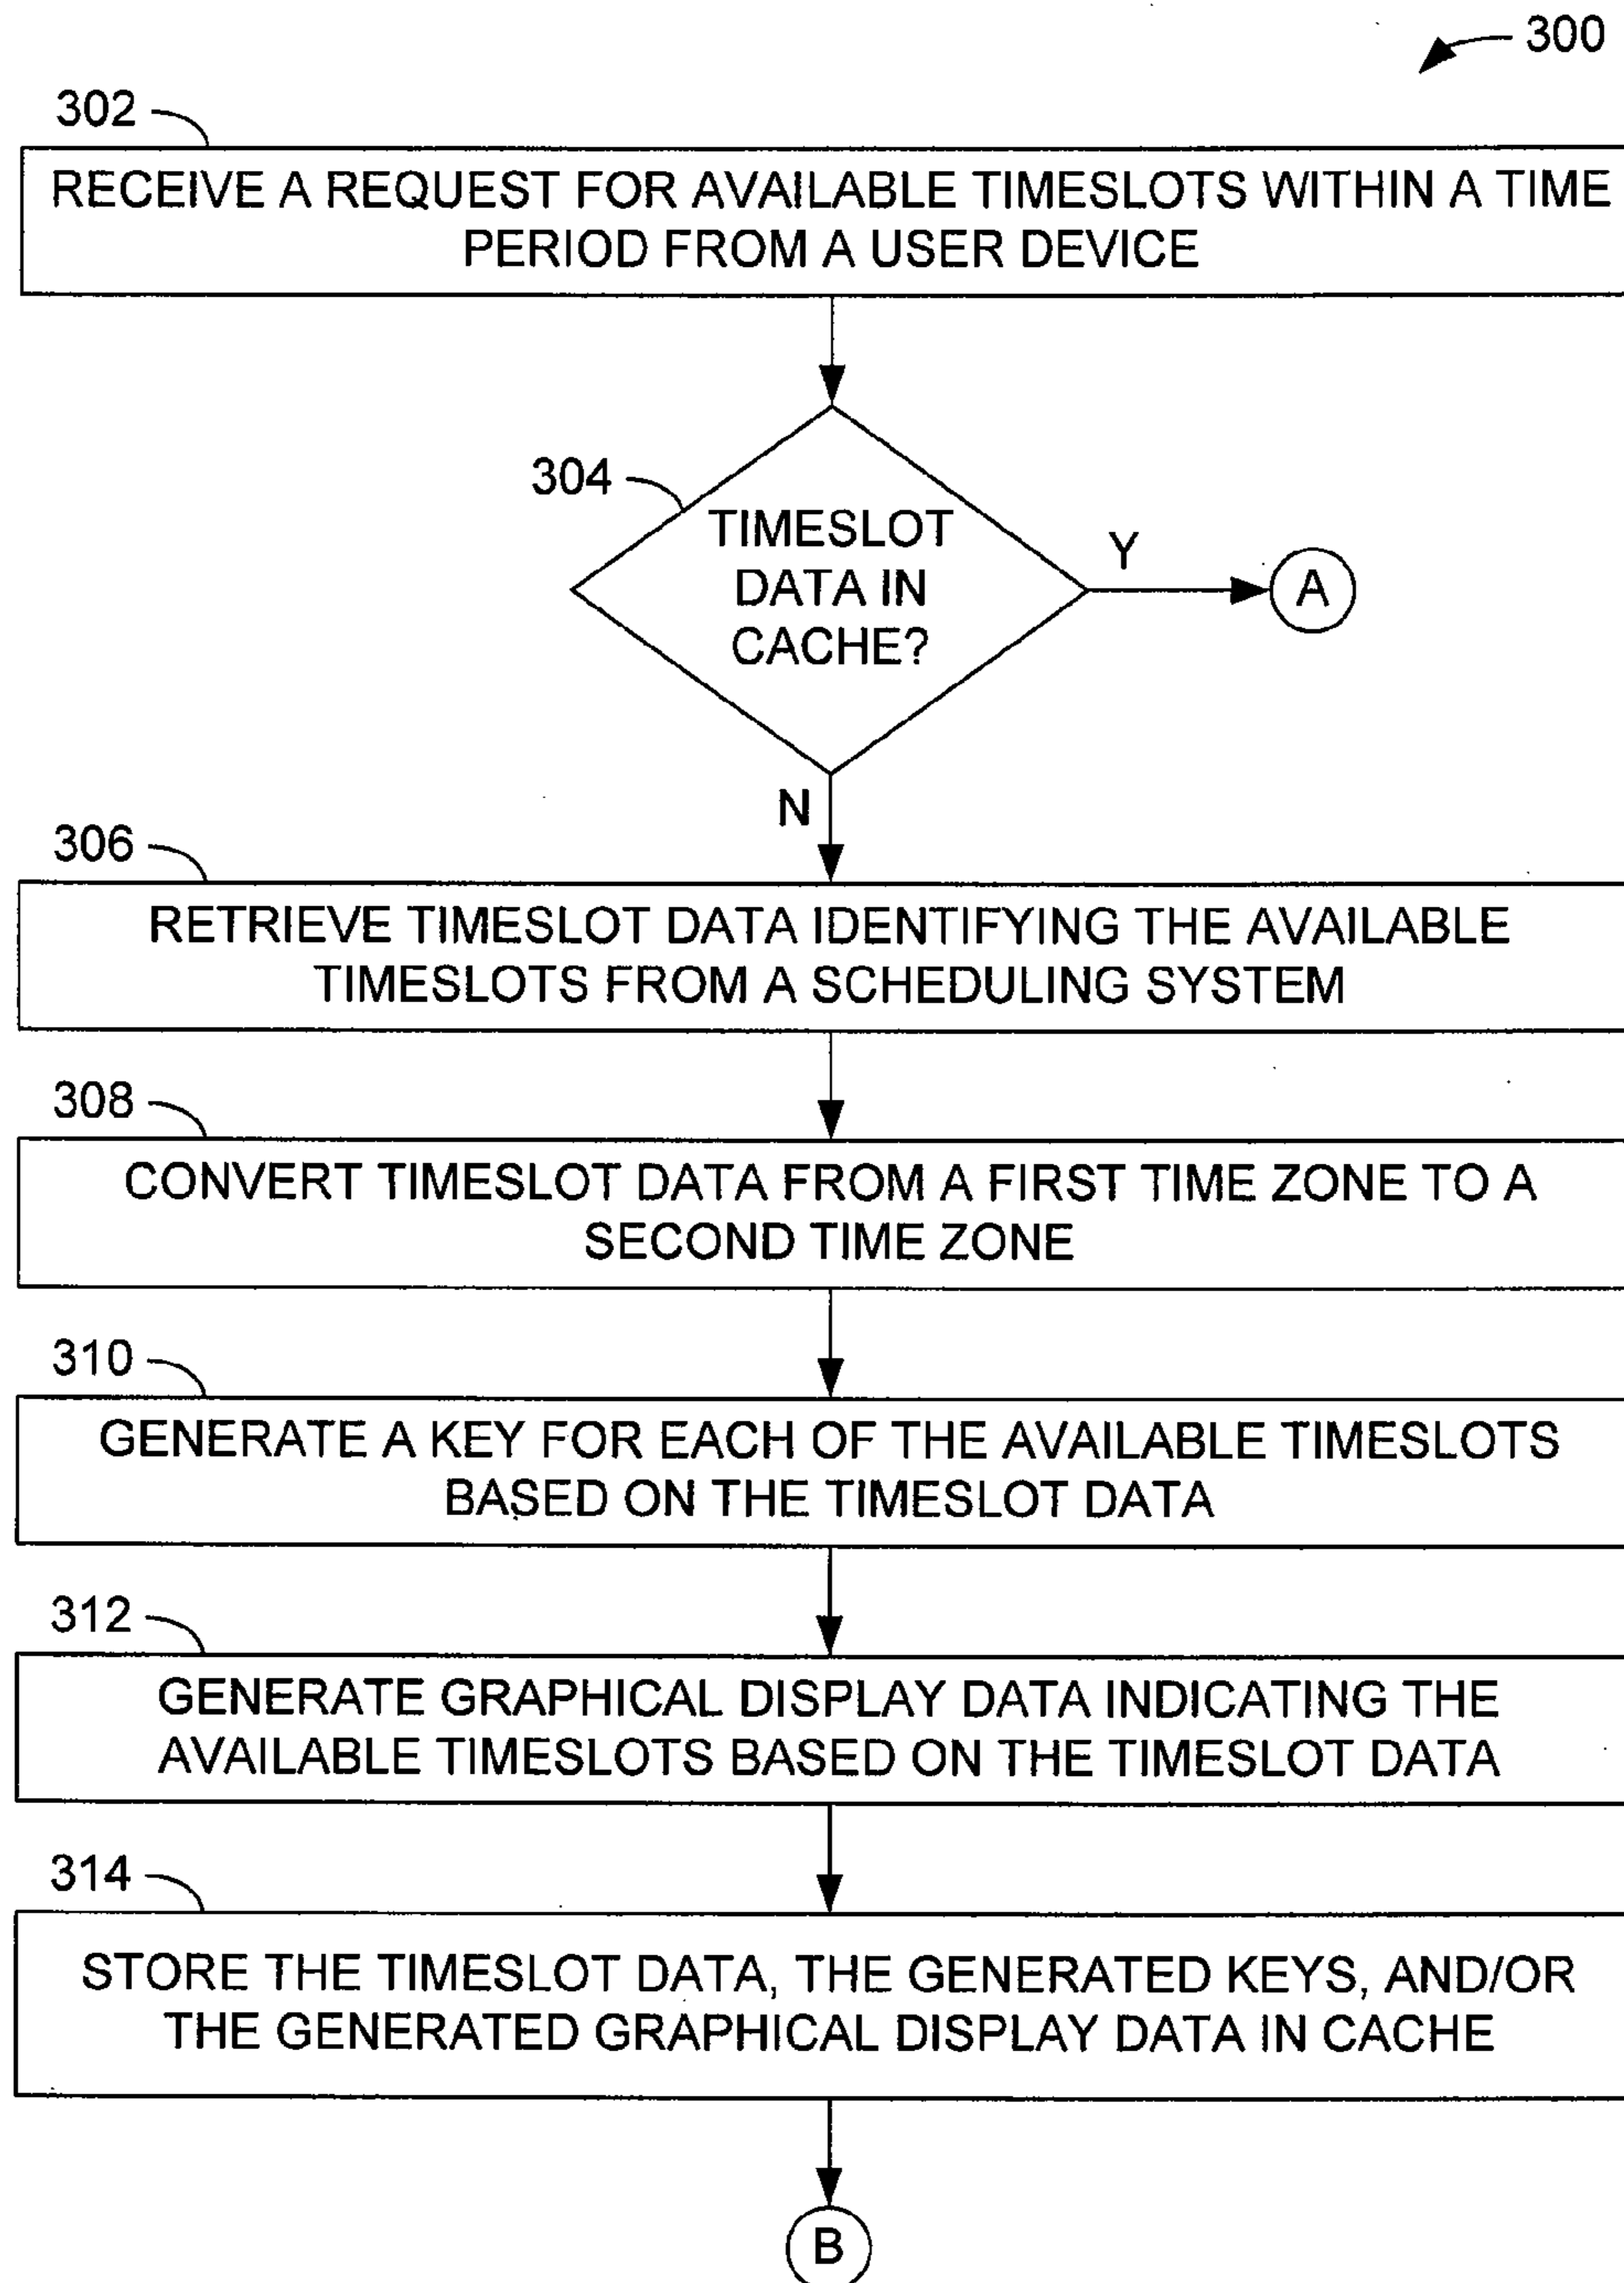 300
302
RECEIVE A REQUEST FOR AVAILABLE TIMESLOTS WITHIN A TIME
PERIOD FROM A USER DEVICE
304
TIMESLOT
DATA IN
CACHE?
Y
A
N
306
RETRIEVE TIMESLOT DATA IDENTIFYING THE AVAILABLE
TIMESLOTS FROM A SCHEDULING SYSTEM
308
CONVERT TIMESLOT DATA FROM A FIRST TIME ZONE TO A
SECOND TIME ZONE
310
GENERATE A KEY FOR EACH OF THE AVAILABLE TIMESLOTS
BASED ON THE TIMESLOT DATA
312
GENERATE GRAPHICAL DISPLAY DATA INDICATING THE
AVAILABLE TIMESLOTS BASED ON THE TIMESLOT DATA
314
STORE THE TIMESLOT DATA, THE GENERATED KEYS, AND/OR
THE GENERATED GRAPHICAL DISPLAY DATA IN CACHE
B